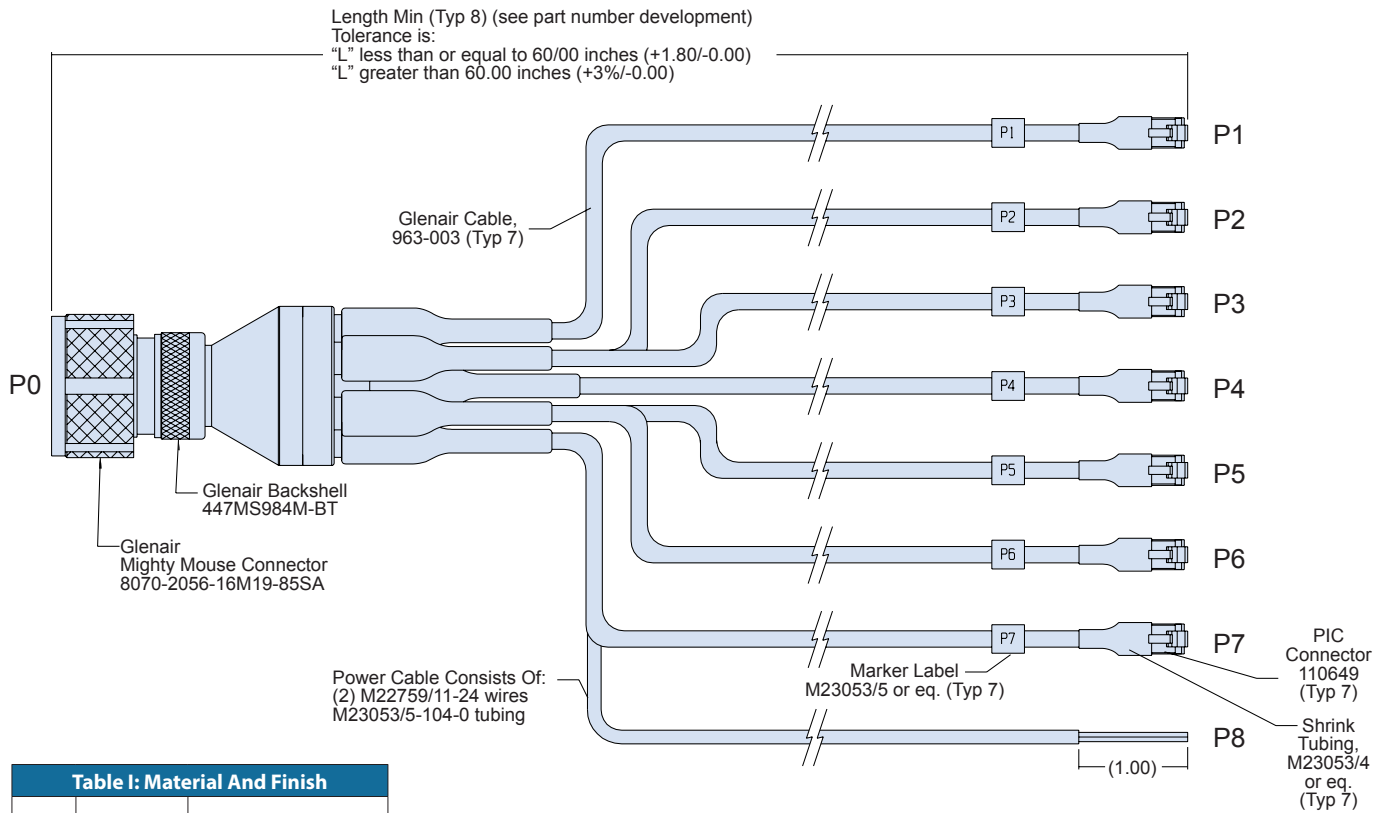 Length Min (Typ 8) (see part number development)
Tolerance is:
“L” less than or equal to 60/00 inches (+1.80/-0.00)
“L” greater than 60.00 inches (+3%/-0.00)
P1
P1
Glenair Cable,
963-003 (Typ 7)
P2
P2
P3
P3
P0
P4
P4
P5
P5
Glenair Backshell
447MS984M-BT
Glenair
Mighty Mouse Connector
8070-2056-16M19-85SA
P6
P6
P7
P7
PIC
Connector
110649
(Typ 7)
Marker Label
M23053/5 or eq. (Typ 7)
Power Cable Consists Of:
(2) M22759/11-24 wires
M23053/5-104-0 tubing
P8
(1.00)
Shrink
Tubing,
M23053/4
or eq.
(Typ 7)
Table I: Material And Finish